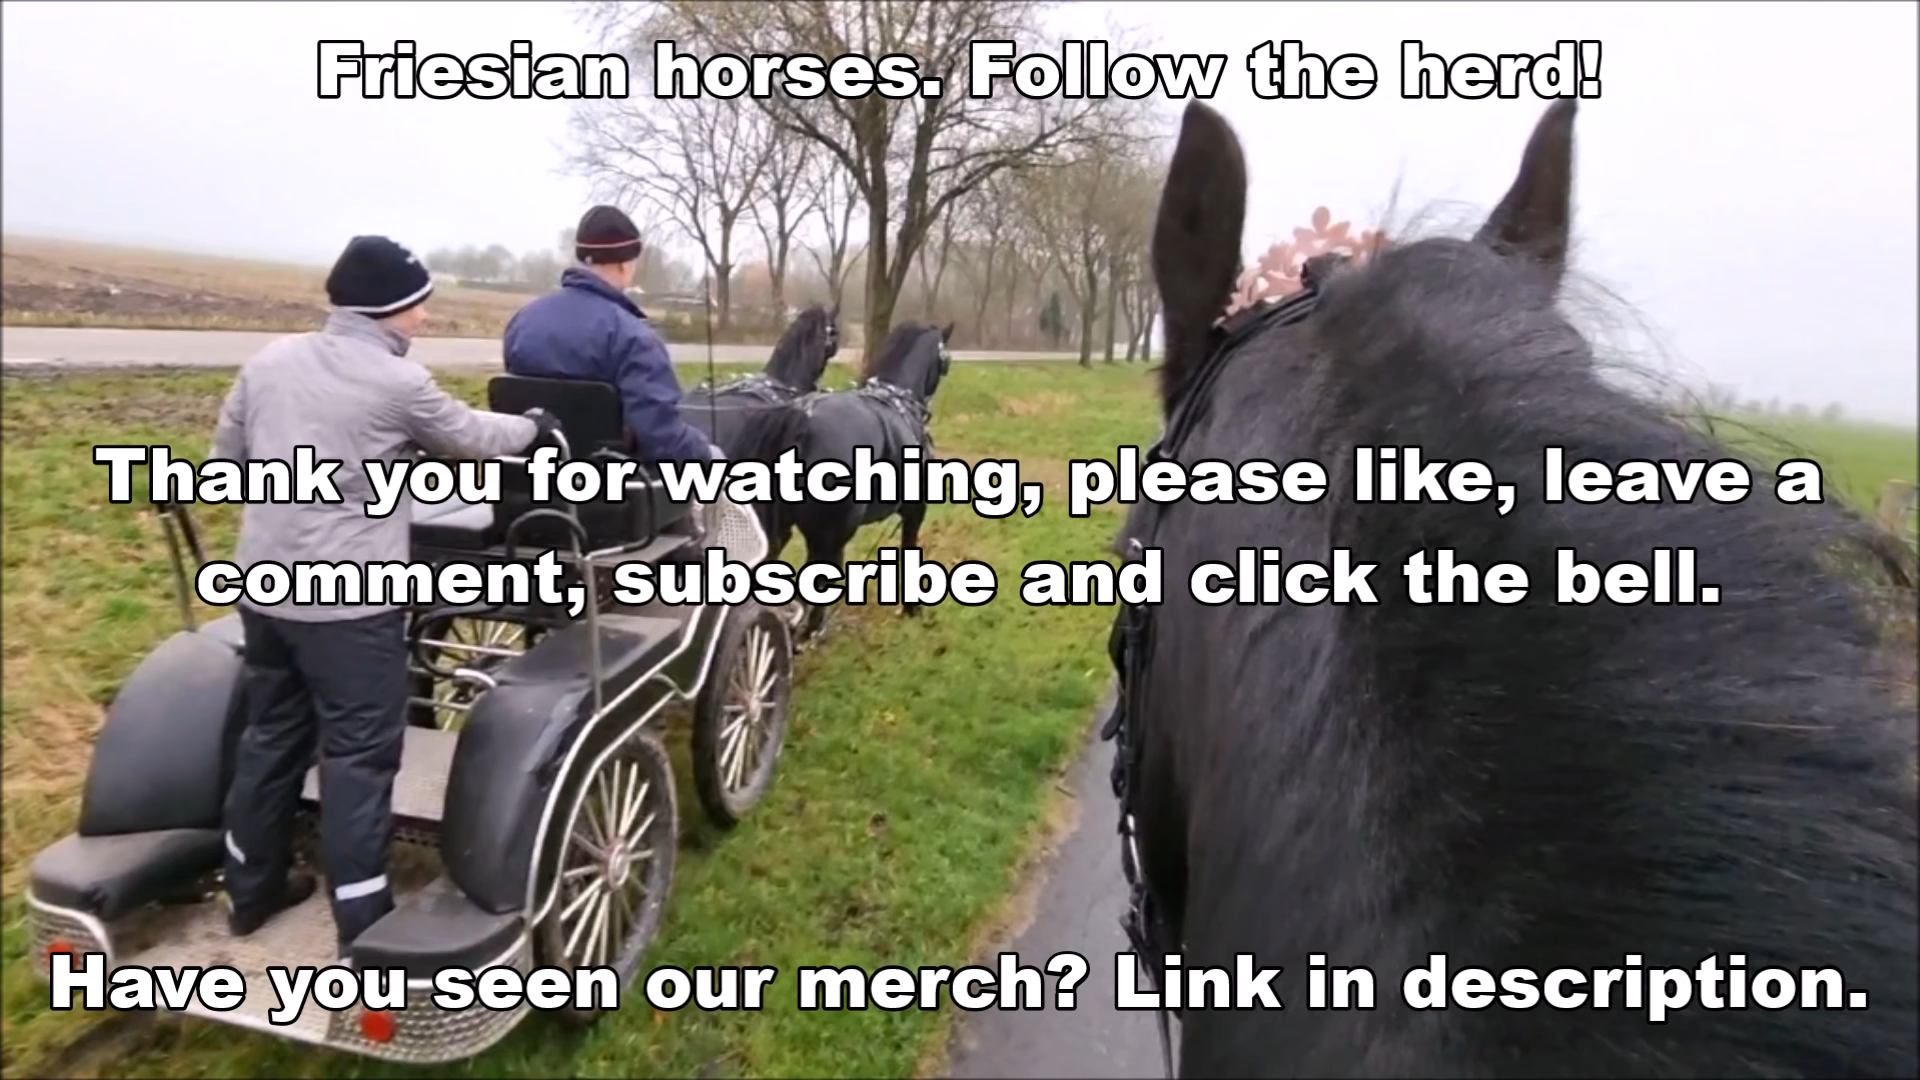 Friesian horses. Follow the herd!
Thank you for watching, please like, leave a
comment, subscribe and click the bell.
Have you seen our merch? Link in description.